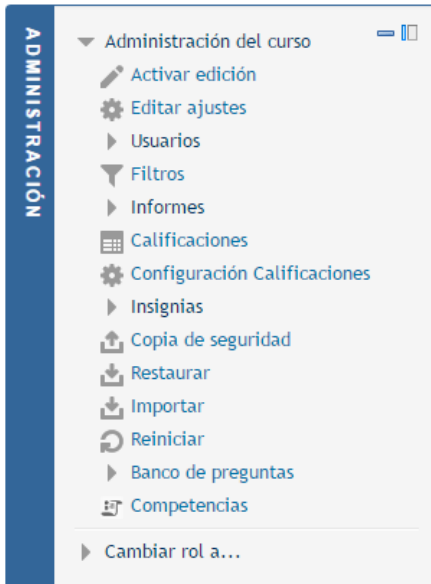 ADMINISTRACIÓN
Administración del curso
Activar edición
Editar ajustes
Usuarios
Filtros
Informes
Calificaciones
Configuración Calificaciones
Insignias
Copia de seguridad
Restaurar
Importar
Reiniciar
Banco de preguntas
Competencias
Cambiar rol a...